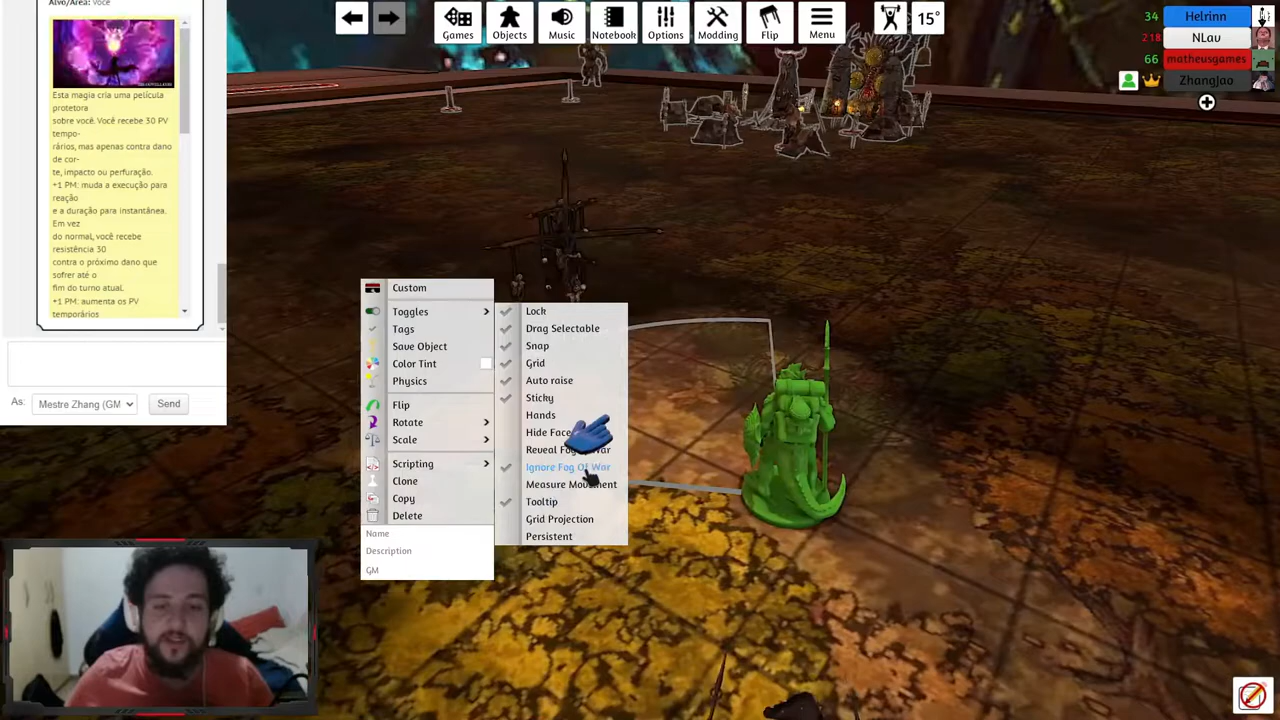 Alvo/Área: Você
Esta magia cria uma película
protetora
sobre você. Você recebe 30 PV
tempo-
rários, mas apenas contra dano
de cor-
te, impacto ou perfuração.
+1 PM: muda a execução para
reação
e a duração para instantânea.
Em vez
do normal, você recebe
resistência 30
contra o próximo dano que
sofrer até o
fim do turno atual.
+1 PM: aumenta os PV
temporários
As:
Mestre Zhang (GM
Send
Games
Objects
Music
Notebook
Options
Modding
Flip
Menu
15°
34 Helrinn
218 NLav
66 matheusgames
ZhangJao
Custom
Toggles
Tags
Save Object
Color Tint
Physics
Flip
Rotate
Scale
Scripting
Clone
Copy
Delete
Name
Description
GM
Lock
Drag Selectable
Snap
Grid
Auto raise
Sticky
Hands
Hide Face
Reveal Fog War
Ignore Fog Of War
Measure Movement
Tooltip
Grid Projection
Persistent